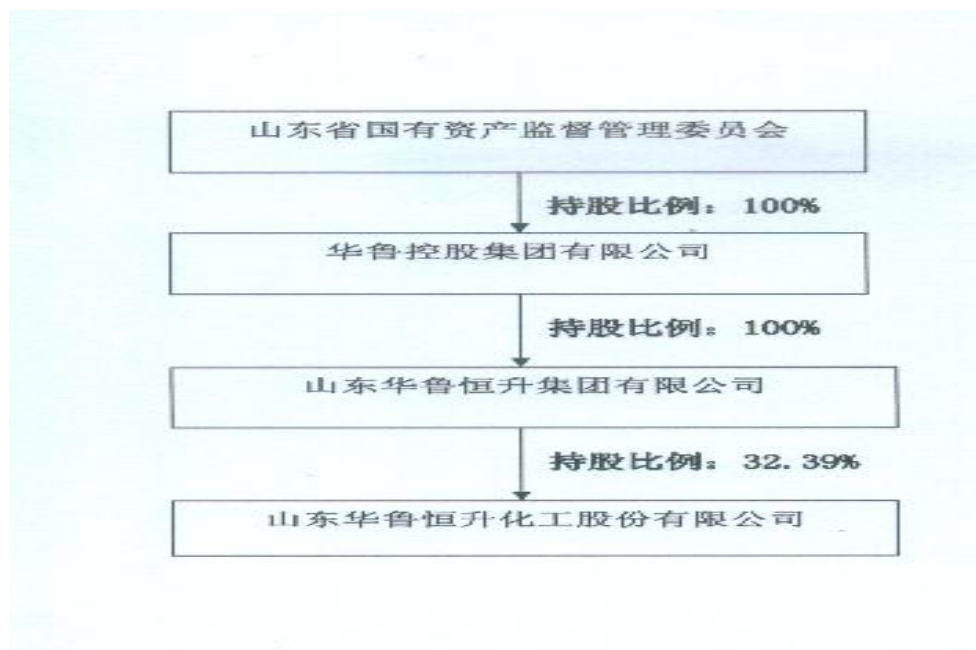 山东省国有资产监督管理委员会
持股比例：100%
华鲁控股集团有限公司
持股比例：100%
山东华鲁恒升集团有限公司
持股比例：32.39%
山东华鲁恒升化工股份有限公司